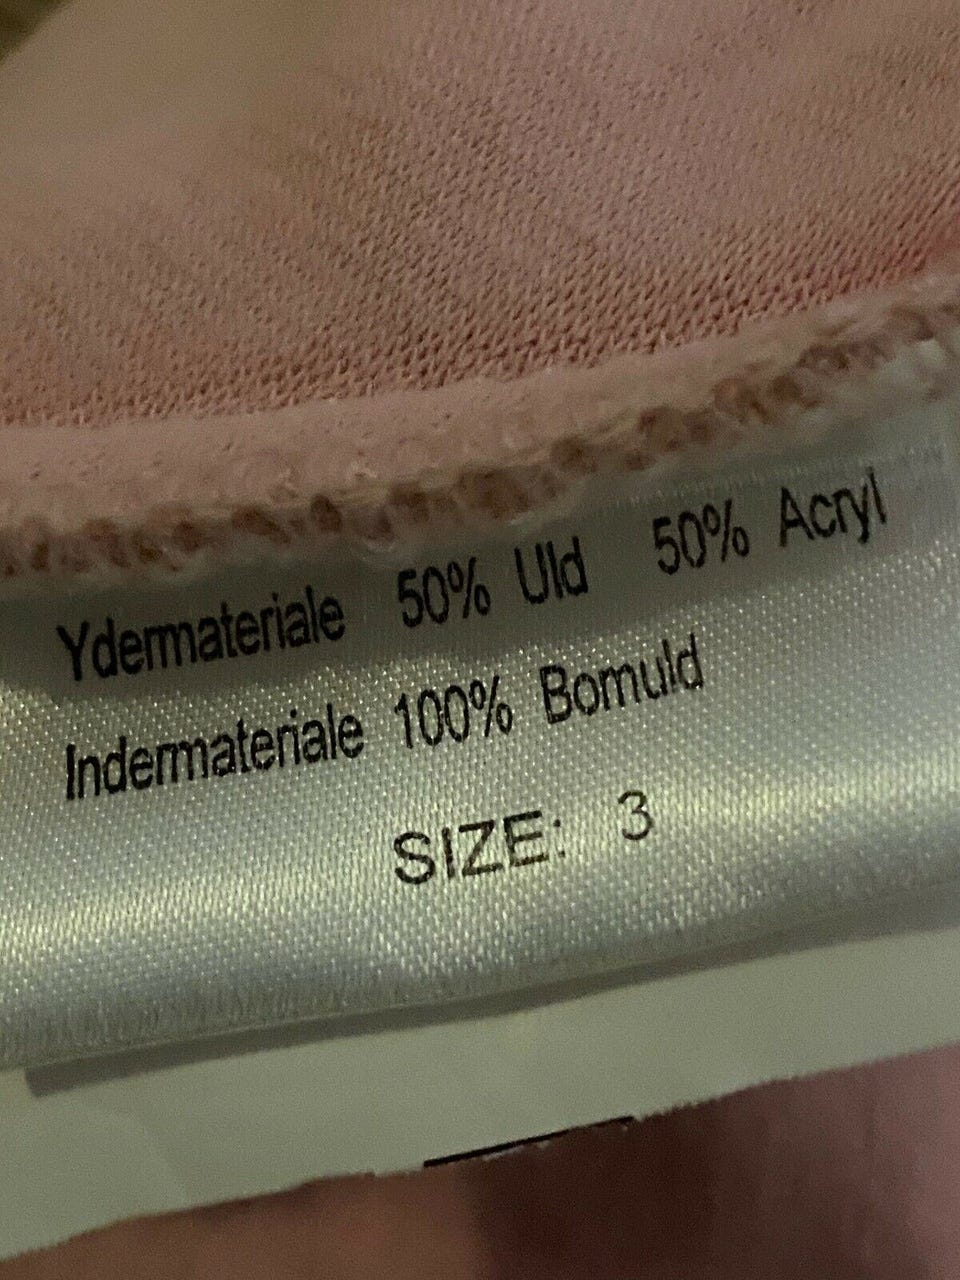 Ydermateriale 50% Uld 50% Acryl
Indermateriale 100% Bomuld
SIZE: 3